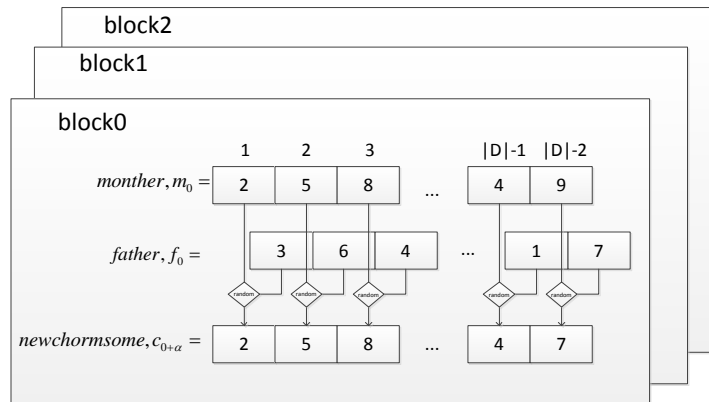 block2
block1
block0
1 2 3 |D|-1 |D|-2
monther, m₀ = 2 5 8 ... 4 9
father, f₀ = 3 6 4 ... 1 7
random random random random random
newchormsome, c₀₊α = 2 5 8 ... 4 7